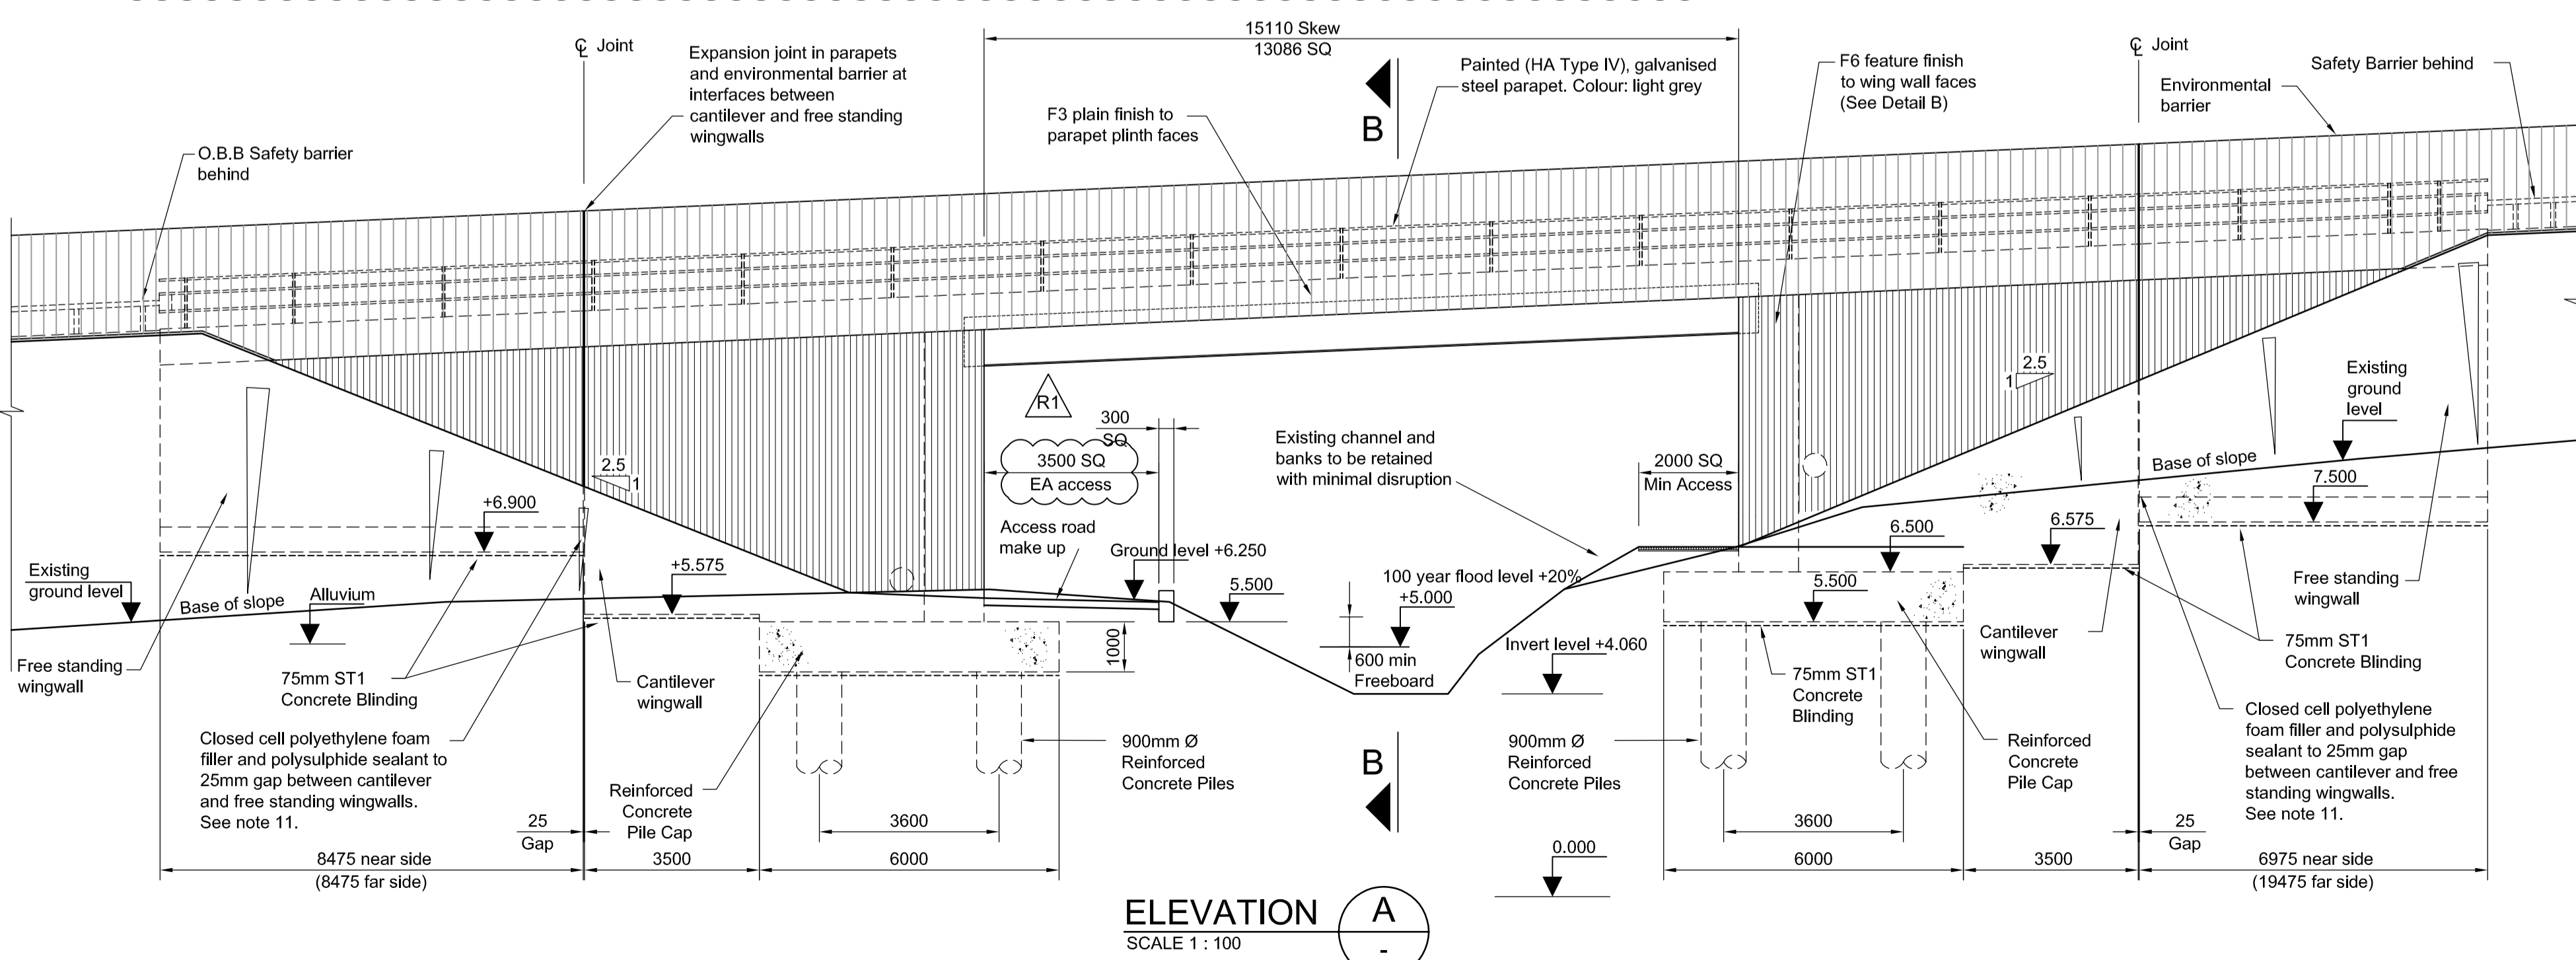 15110 Skew
13086 SQ
℄ Joint
Expansion joint in parapets
and environmental barrier at
interfaces between
cantilever and free standing
wingwalls
O.B.B Safety barrier
behind
F3 plain finish to
parapet plinth faces
B
Painted (HA Type IV), galvanised
steel parapet. Colour: light grey
F6 feature finish
to wing wall faces
(See Detail B)
℄ Joint
Environmental
barrier
Safety Barrier behind
R1
300
SQ
3500 SQ
EA access
Access road
make up
Ground level +6.250
5.500
Existing channel and
banks to be retained
with minimal disruption
2000 SQ
Min Access
2.5
1
2.5
1
Existing
ground
level
Base of slope
7.500
+6.900
+5.575
Existing
ground level
Base of slope
Alluvium
100 year flood level +20%
+5.000
600 min
Freeboard
Invert level +4.060
6.500
5.500
6.575
1000
Free standing
wingwall
75mm ST1
Concrete Blinding
Cantilever
wingwall
Closed cell polyethylene foam
filler and polysulphide sealant to
25mm gap between cantilever
and free standing wingwalls.
See note 11.
Reinforced
Concrete
Pile Cap
900mm Ø
Reinforced
Concrete Piles
B
900mm Ø
Reinforced
Concrete Piles
75mm ST1
Concrete
Blinding
Reinforced
Concrete
Pile Cap
Cantilever
wingwall
Free standing
wingwall
75mm ST1
Concrete Blinding
Closed cell polyethylene
foam filler and polysulphide
sealant to 25mm gap
between cantilever and free
standing wingwalls.
See note 11.
25
Gap
3600
3600
25
Gap
0.000
8475 near side
(8475 far side)
3500
6000
6000
3500
6975 near side
(19475 far side)
ELEVATION
SCALE 1 : 100
A
-